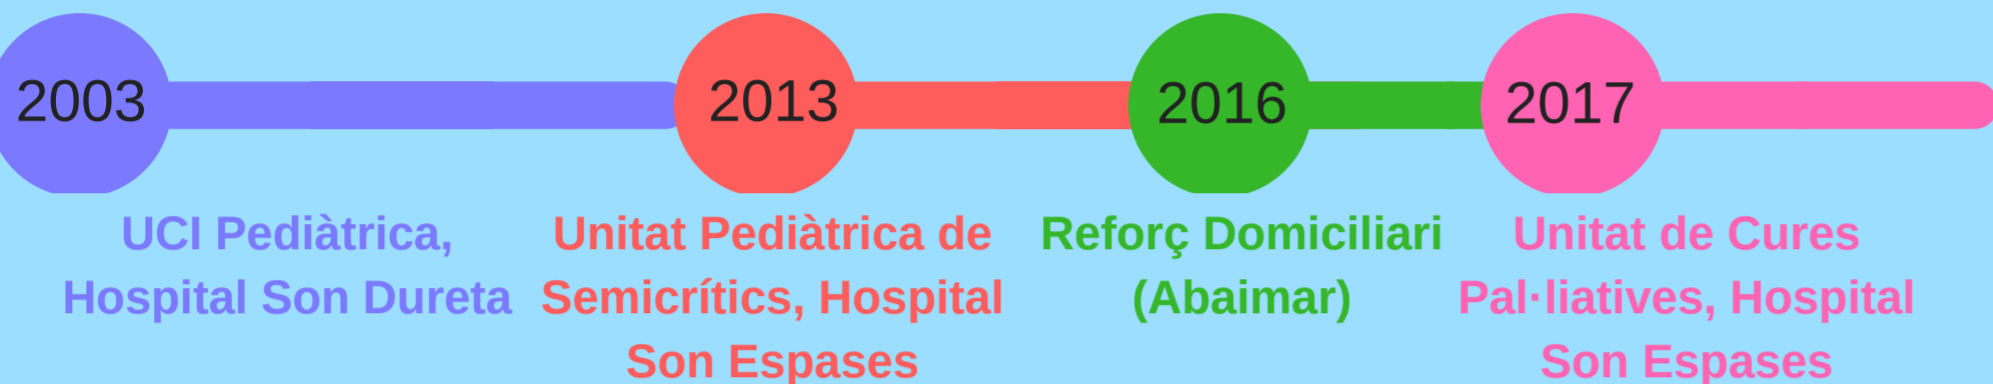 2003
2013
2016
2017
UCI Pediàtrica,
Hospital Son Dureta
Unitat Pediàtrica de
Semicrítics, Hospital
Son Espases
Reforç Domiciliari
(Abaimar)
Unitat de Cures
Pal·liatives, Hospital
Son Espases